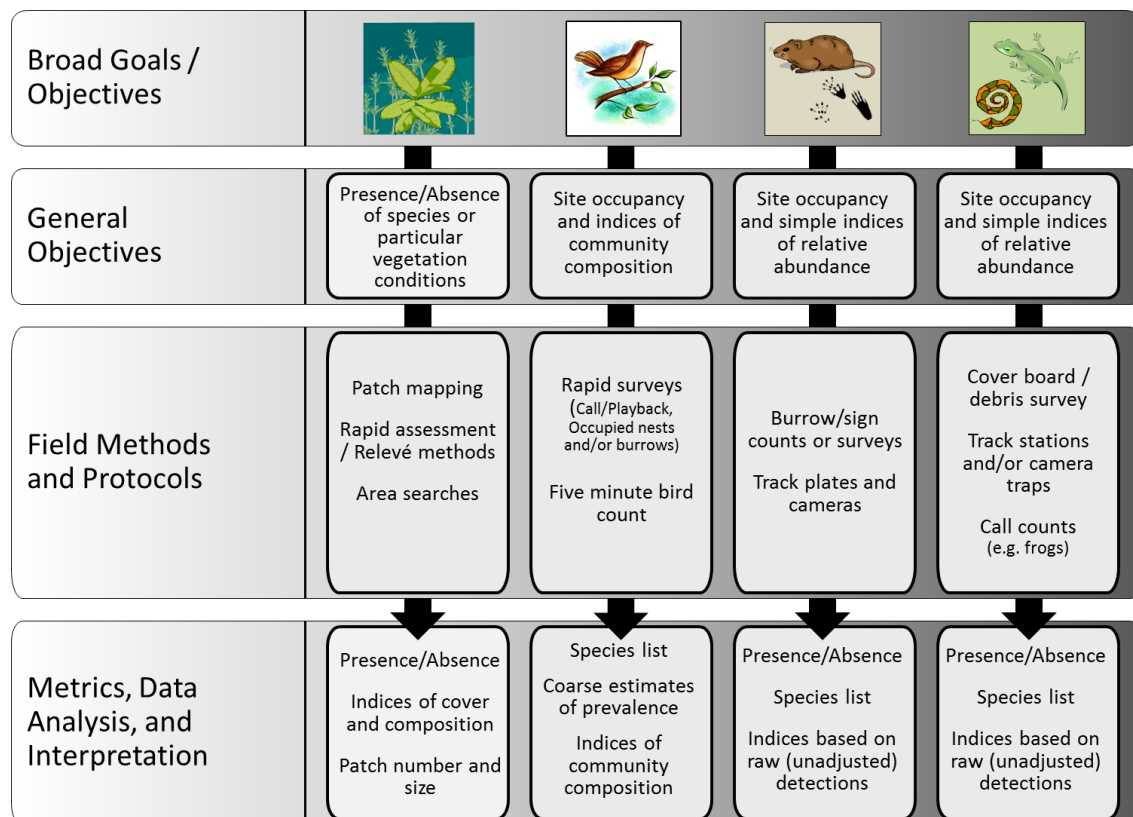 Broad Goals /
Objectives
General
Objectives
Presence/Absence
of species or
particular
vegetation
conditions
Site occupancy
and indices of
community
composition
Site occupancy
and simple indices
of relative
abundance
Site occupancy
and simple indices
of relative
abundance
Field Methods
and Protocols
Patch mapping
Rapid assessment
/ Relevé methods
Area searches
Rapid surveys
(Call/Playback,
Occupied nests
and/or burrows)
Five minute bird
count
Burrow/sign
counts or surveys
Track plates and
cameras
Cover board /
debris survey
Track stations
and/or camera
traps
Call counts
(e.g. frogs)
Metrics, Data
Analysis, and
Interpretation
Presence/Absence
Indices of cover
and composition
Patch number and
size
Species list
Coarse estimates
of prevalence
Indices of
community
composition
Presence/Absence
Species list
Indices based on
raw (unadjusted)
detections
Presence/Absence
Species list
Indices based on
raw (unadjusted)
detections